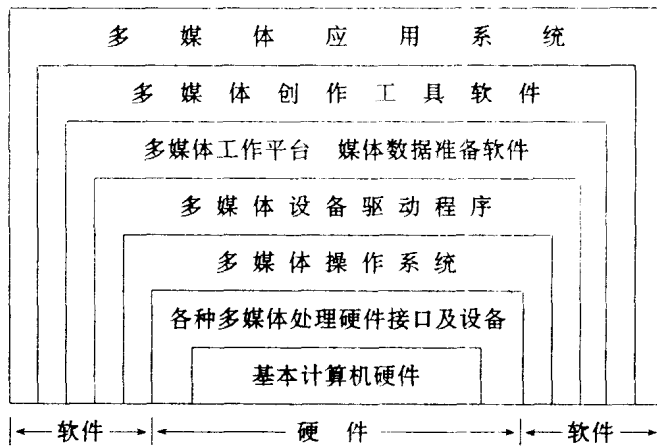 多媒体应用系统
多媒体创作工具软件
多媒体工作平台 媒体数据准备软件
多媒体设备驱动程序
多媒体操作系统
各种多媒体处理硬件接口及设备
基本计算机硬件
软件 硬件 软件